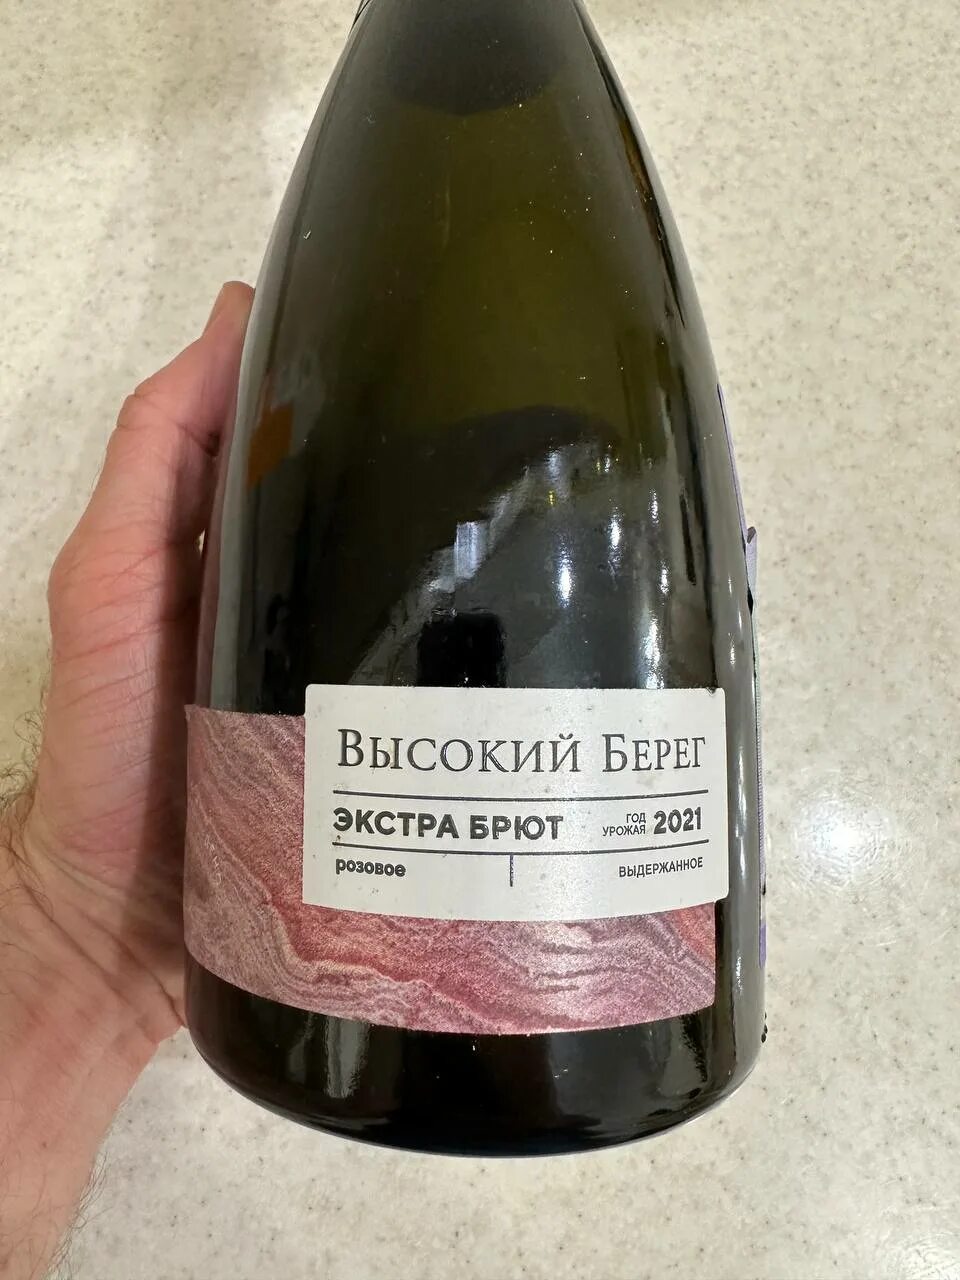 Высокий Берег
ЭКСТРА БРЮТ ГОД УРОЖАЯ 2021
розовое ВЫДЕРЖАННОЕ